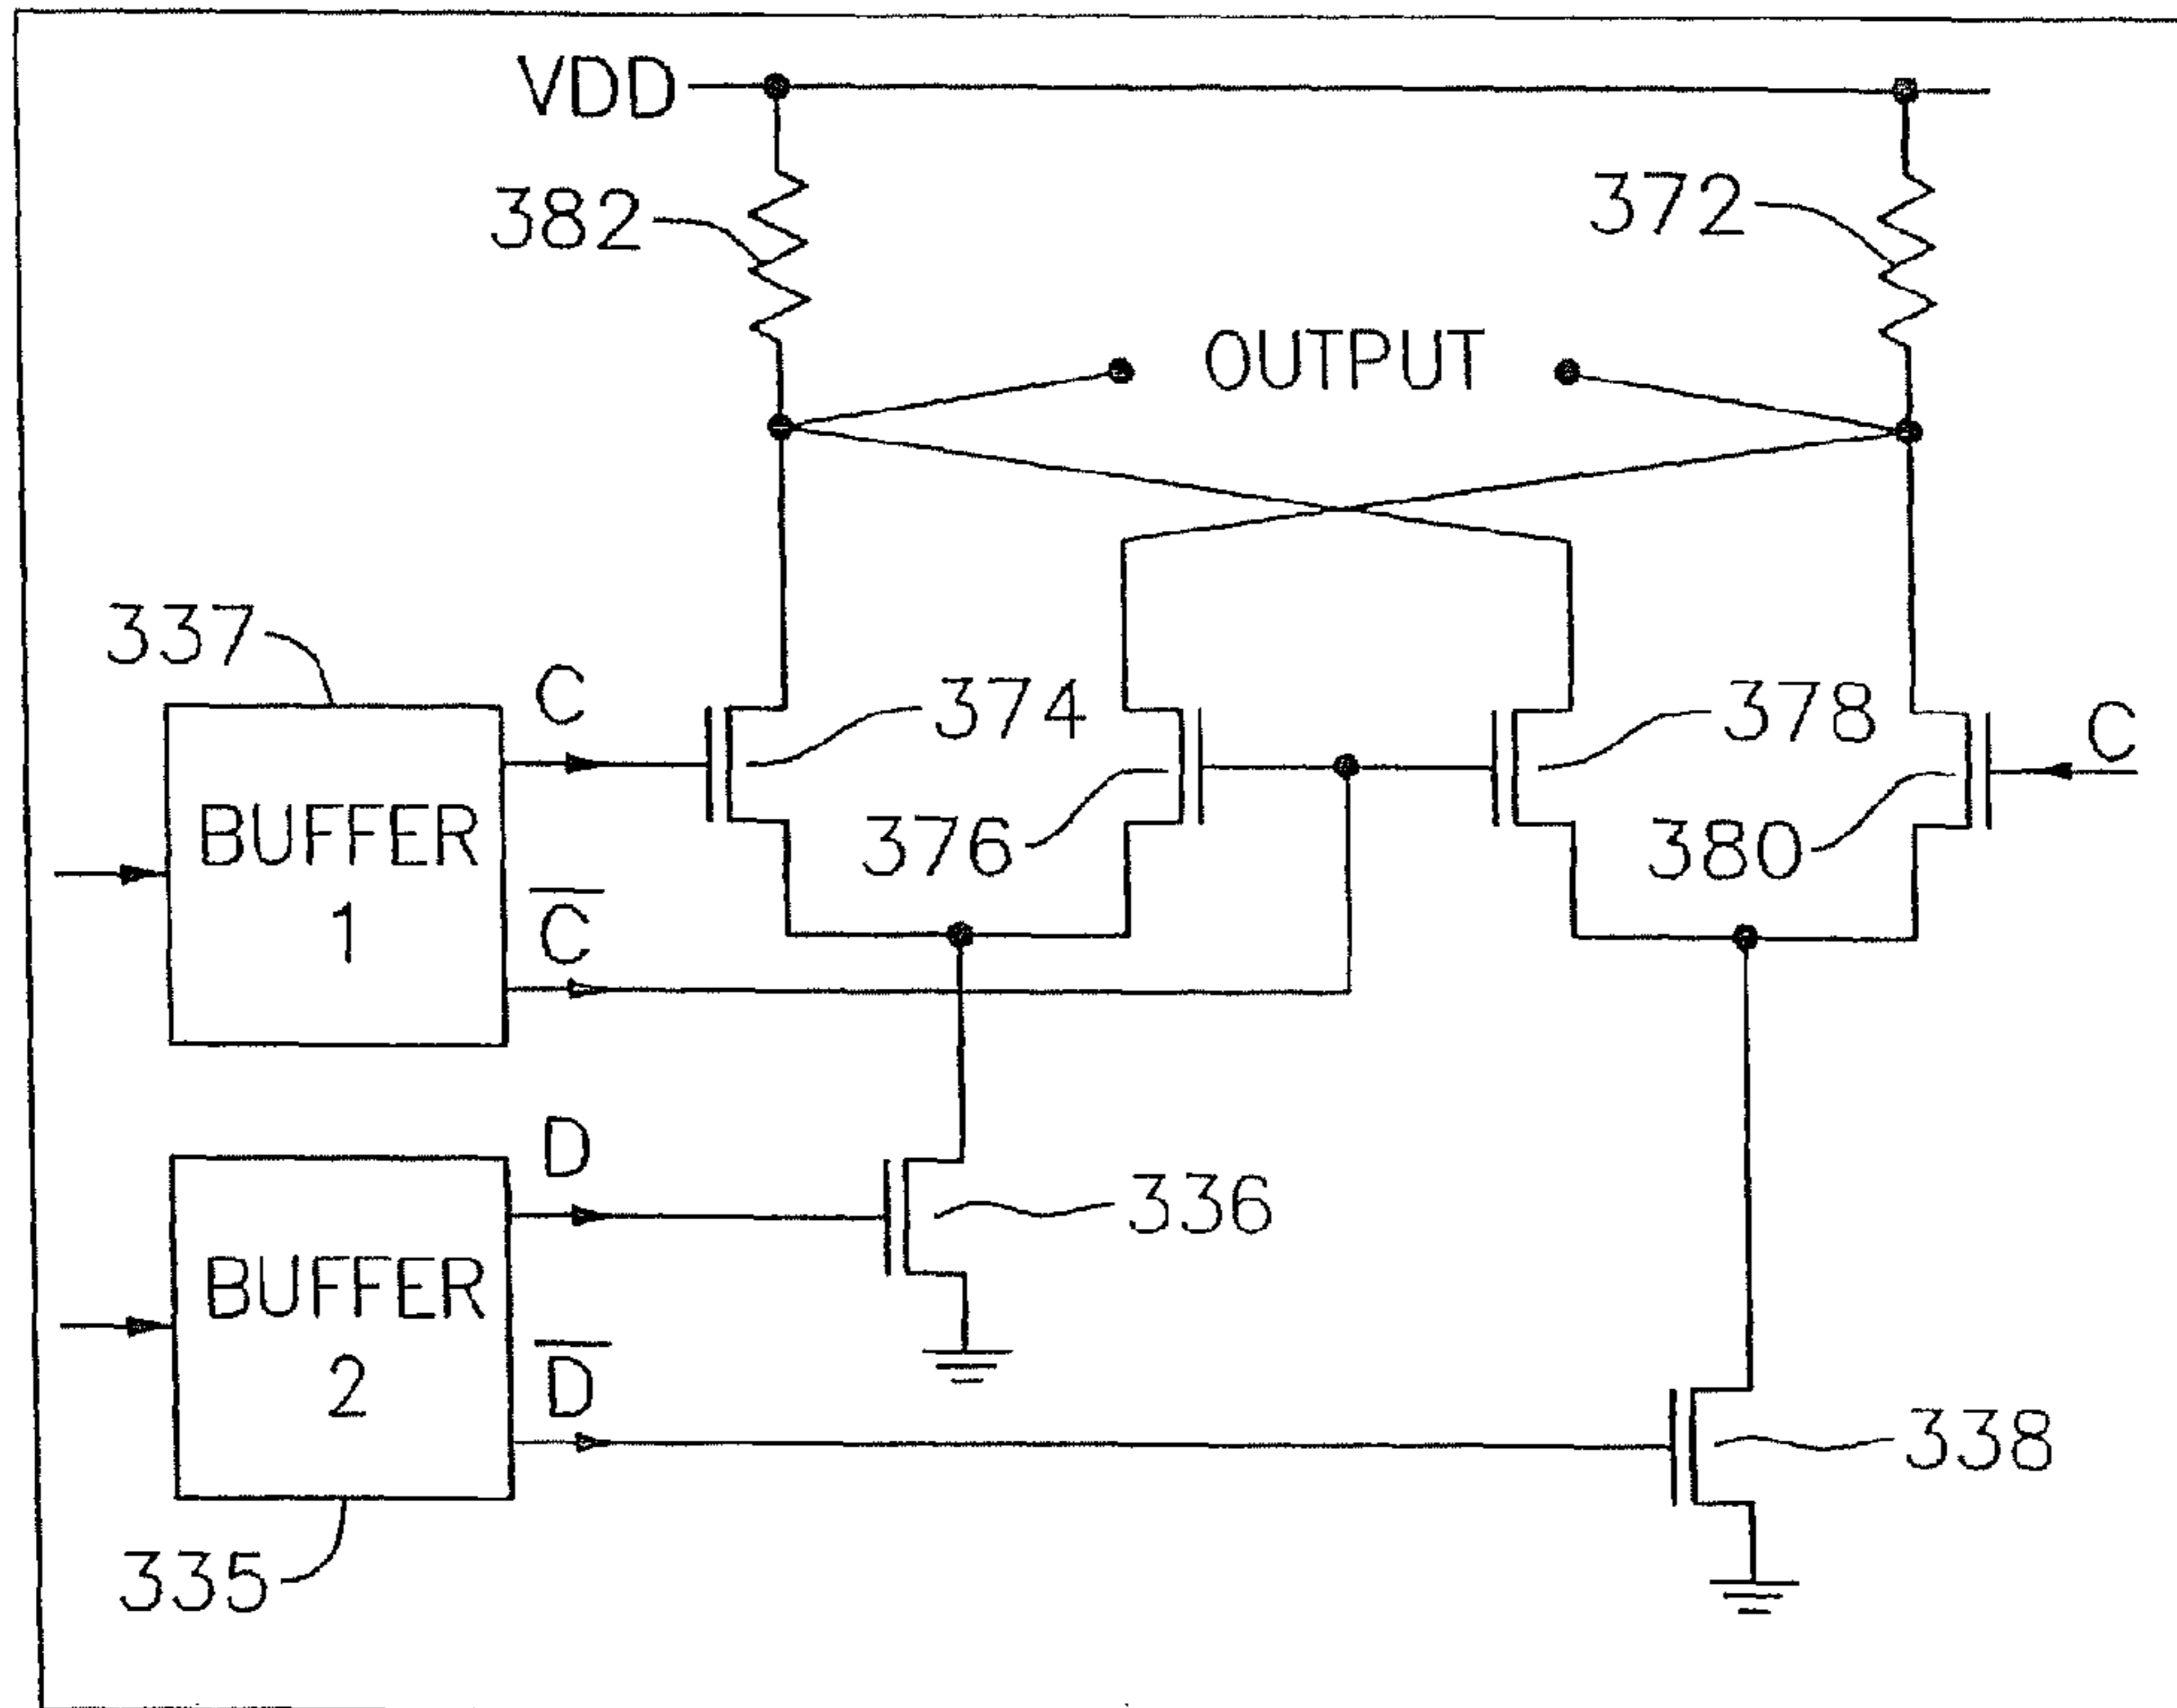 VDD
382
372
OUTPUT
337
C
374
378
C
BUFFER
1
376
380
C̅
D
336
BUFFER
2
D̅
338
335